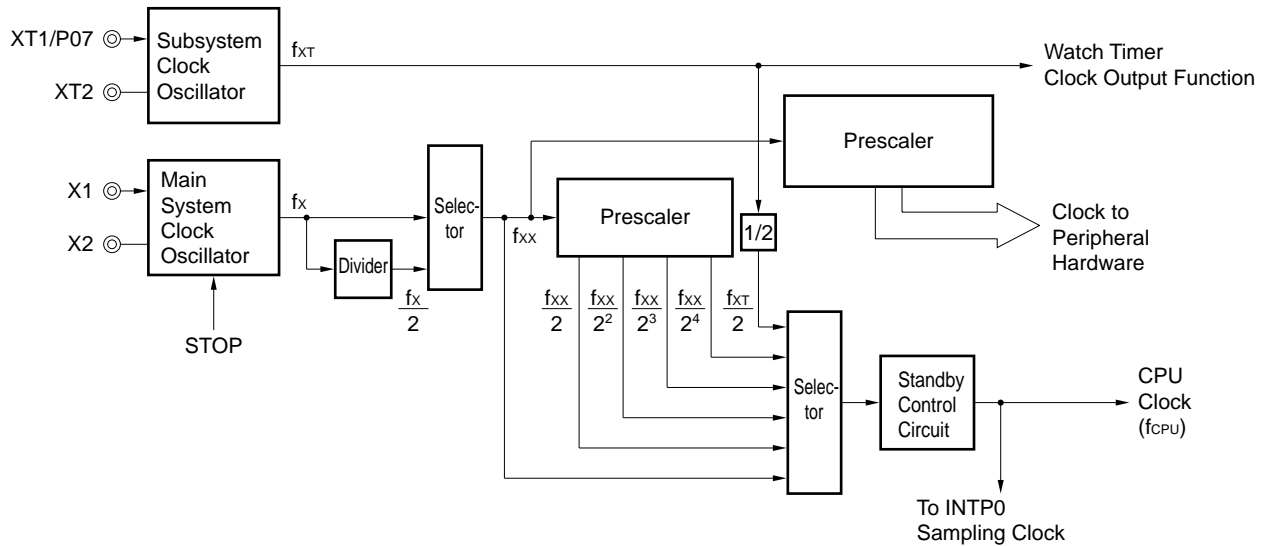 XT1/P07
XT2
Subsystem
Clock
Oscillator
fXT
Watch Timer
Clock Output Function
X1
X2
Main
System
Clock
Oscillator
STOP
fX
Divider
fX/2
Selec-
tor
fXX
Prescaler
Prescaler
Clock to
Peripheral
Hardware
1/2
fXX/2
fXX/2²
fXX/2³
fXX/2⁴
fXT/2
Selec-
tor
Standby
Control
Circuit
CPU
Clock
(fCPU)
To INTP0
Sampling Clock